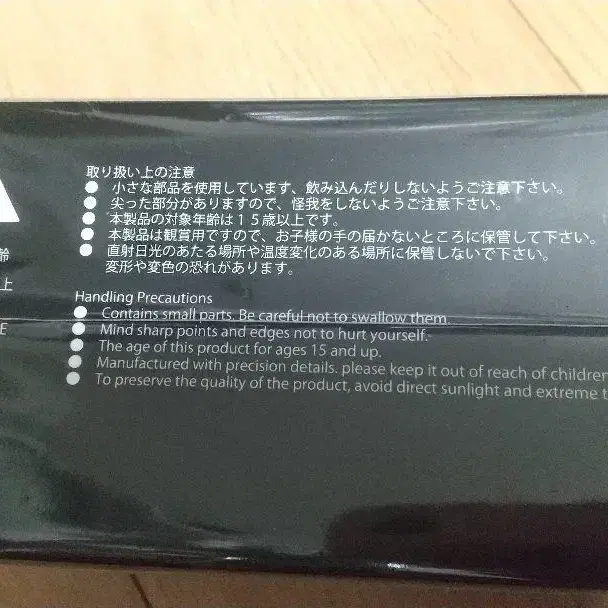 取り扱い上の注意
● 小さな部品を使用しています、飲み込んだりしないようご注意下さい。
● 尖った部分がありますので、怪我をしないようご注意下さい。
● 本製品の対象年齢は１５歳以上です。
● 本製品は観賞用ですので、お子様の手の届かないところに保管して下さい。
● 直射日光のあたる場所や温度変化のある場所に保管しないで下さい。
変形や変色の恐れがあります。
齢
上
E
Handling Precautions
● Contains small parts. Be careful not to swallow them
● Mind sharp points and edges not to hurt yourself.
● The age of this product for ages 15 and up.
● Manufactured with precision details. please keep it out of reach of children
● To preserve the quality of the product, avoid direct sunlight and extreme